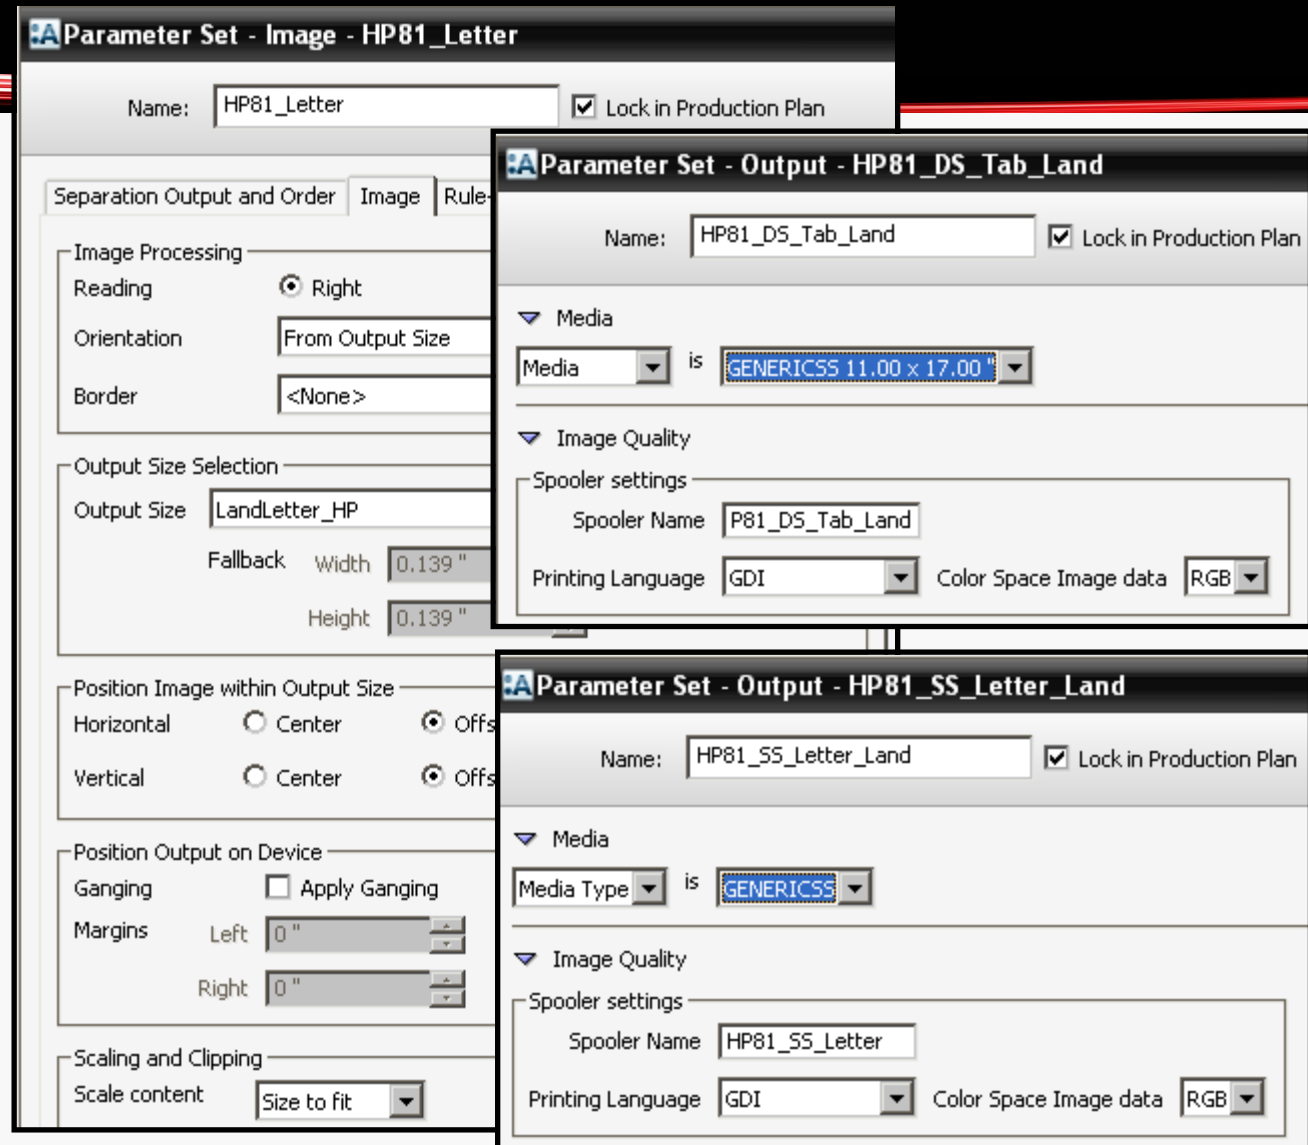 :A Parameter Set - Image - HP81_Letter
Name: HP81_Letter Lock in Production Plan
Separation Output and Order Image Rule-
Image Processing
Reading Right
Orientation From Output Size
Border <None>
Output Size Selection
Output Size LandLetter_HP
Fallback Width 0.139 "
Height 0.139 "
Position Image within Output Size
Horizontal Center Offs
Vertical Center Offs
Position Output on Device
Ganging Apply Ganging
Margins Left 0 "
Right 0 "
Scaling and Clipping
Scale content Size to fit
:A Parameter Set - Output - HP81_DS_Tab_Land
Name: HP81_DS_Tab_Land Lock in Production Plan
Media
Media is GENERICSS 11.00 x 17.00 "
Image Quality
Spooler settings
Spooler Name P81_DS_Tab_Land
Printing Language GDI Color Space Image data RGB
:A Parameter Set - Output - HP81_SS_Letter_Land
Name: HP81_SS_Letter_Land Lock in Production Plan
Media
Media Type is GENERICSS
Image Quality
Spooler settings
Spooler Name HP81_SS_Letter
Printing Language GDI Color Space Image data RGB